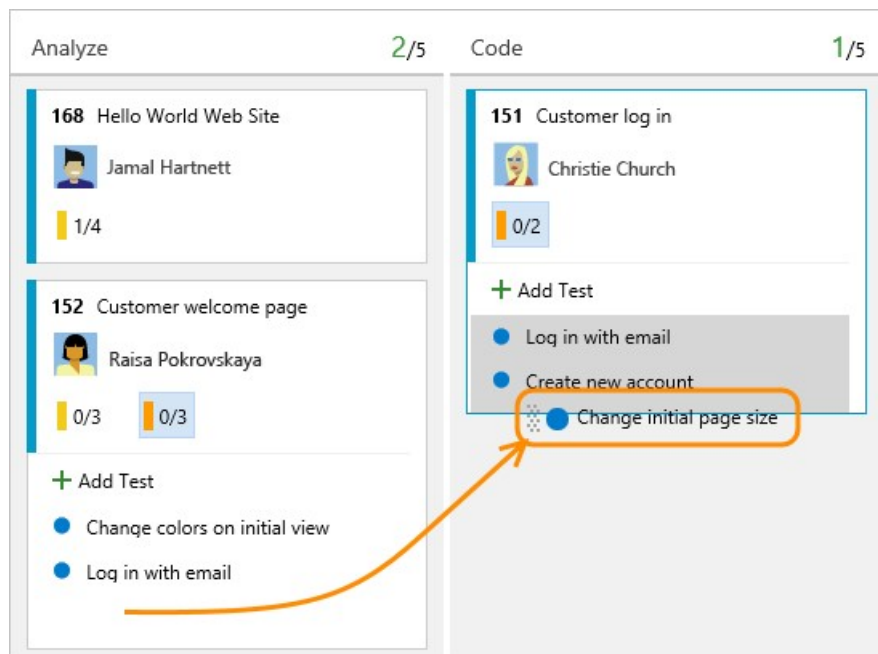 Analyze 2/5
168 Hello World Web Site
Jamal Hartnett
1/4
152 Customer welcome page
Raisa Pokrovskaya
0/3 0/3
+ Add Test
Change colors on initial view
Log in with email
Code 1/5
151 Customer log in
Christie Church
0/2
+ Add Test
Log in with email
Create new account
Change initial page size